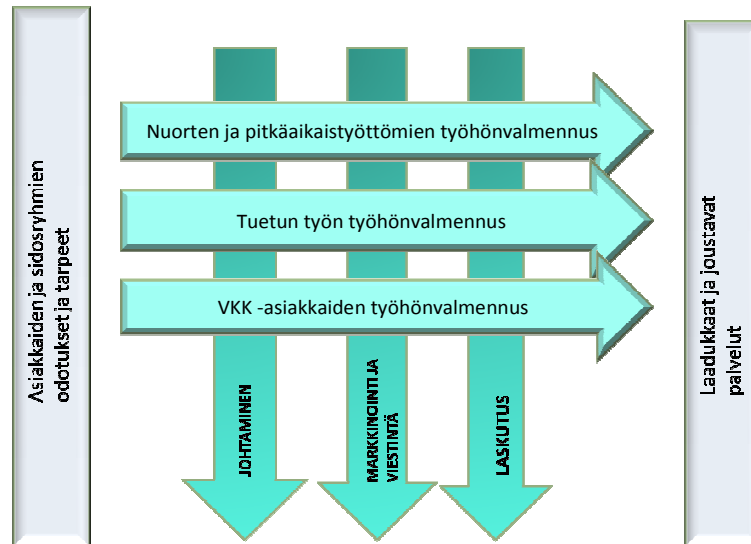 Asiakkaiden ja sidosryhmien
odotukset ja tarpeet
Nuorten ja pitkäaikaistyöttömien työhönvalmennus
Tuetun työn työhönvalmennus
VKK -asiakkaiden työhönvalmennus
JOHTAMINEN
MARKKINOINTI JA
VIESTINTÄ
LASKUTUS
Laadukkaat ja joustavat
palvelut